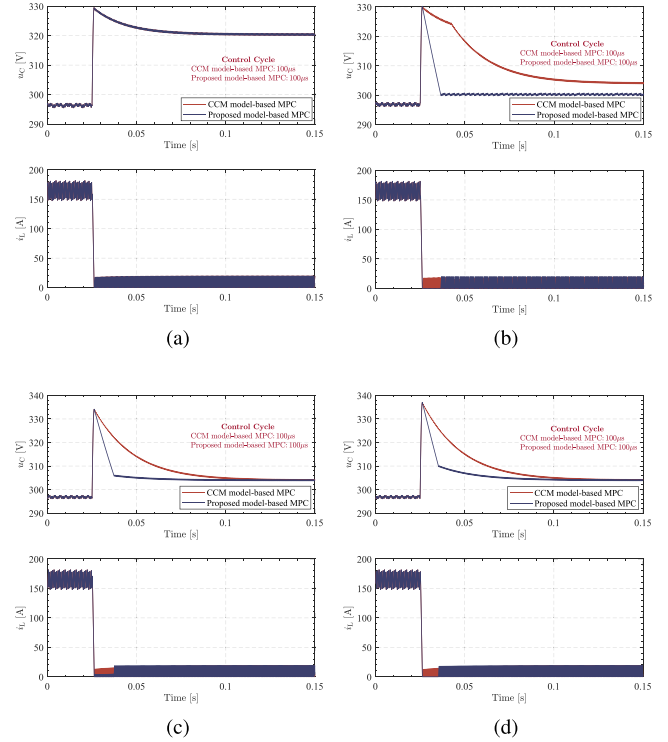 330
320
310
300
290
u_C [V]
Control Cycle
CCM model-based MPC:100μs
Proposed model-based MPC:100μs
CCM model-based MPC
Proposed model-based MPC
0 0.05 0.1 0.15
Time [s]
200
150
100
50
0
i_L [A]
0 0.05 0.1 0.15
Time [s]
(a)
330
320
310
300
290
u_C [V]
Control Cycle
CCM model-based MPC:100μs
Proposed model-based MPC:100μs
CCM model-based MPC
Proposed model-based MPC
0 0.05 0.1 0.15
Time [s]
200
150
100
50
0
i_L [A]
0 0.05 0.1 0.15
Time [s]
(b)
340
330
320
310
300
290
u_C [V]
Control Cycle
CCM model-based MPC:100μs
Proposed model-based MPC:100μs
CCM model-based MPC
Proposed model-based MPC
0 0.05 0.1 0.15
Time [s]
200
150
100
50
0
i_L [A]
0 0.05 0.1 0.15
Time [s]
(c)
340
330
320
310
300
290
u_C [V]
Control Cycle
CCM model-based MPC:100μs
Proposed model-based MPC:100μs
CCM model-based MPC
Proposed model-based MPC
0 0.05 0.1 0.15
Time [s]
200
150
100
50
0
i_L [A]
0 0.05 0.1 0.15
Time [s]
(d)